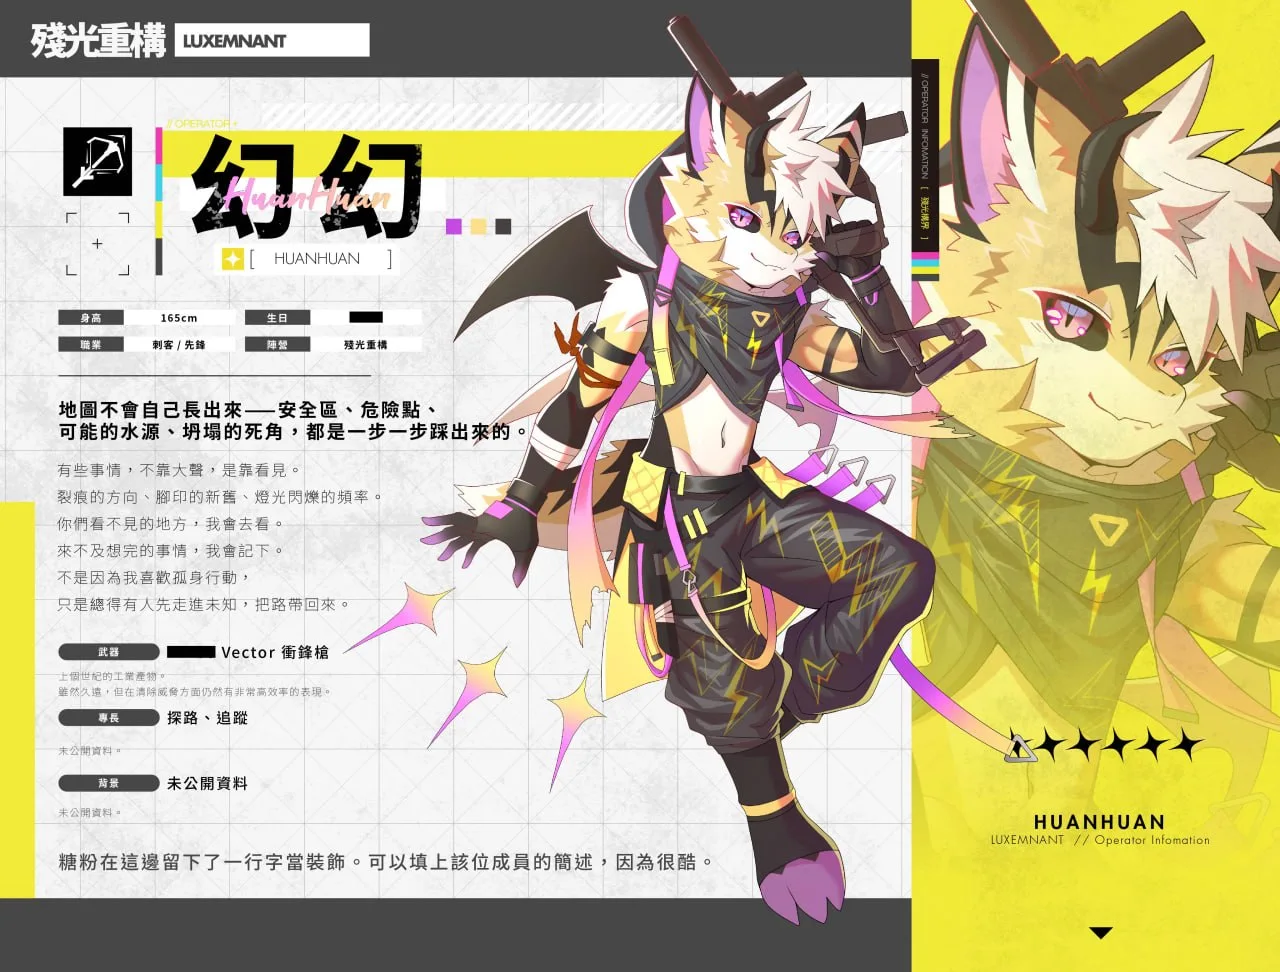 殘光重構 LUXEMNANT
// OPERATOR +
幻幻
HuanHuan
[ HUANHUAN ]
身高 165cm 生日
職業 刺客 / 先鋒 陣營 殘光重構
地圖不會自己長出來——安全區、危險點、
可能的水源、坍塌的死角，都是一步一步踩出來的。
有些事情，不靠大聲，是靠看見。
裂痕的方向、腳印的新舊、燈光閃爍的頻率。
你們看不見的地方，我會去看。
來不及想完的事情，我會記下。
不是因為我喜歡孤身行動，
只是總得有人先走進未知，把路帶回來。
武器 Vector 衝鋒槍
上個世紀的工業產物。
雖然久遠，但在清除威脅方面仍然有非常高效率的表現。
專長 探路、追蹤
未公開資料。
背景 未公開資料
未公開資料。
糖粉在這邊留下了一行字當裝飾。可以填上該位成員的簡述，因為很酷。
// OPERATOR INFOMATION [ 殘光構界 ]
HUANHUAN
LUXEMNANT // Operator Infomation